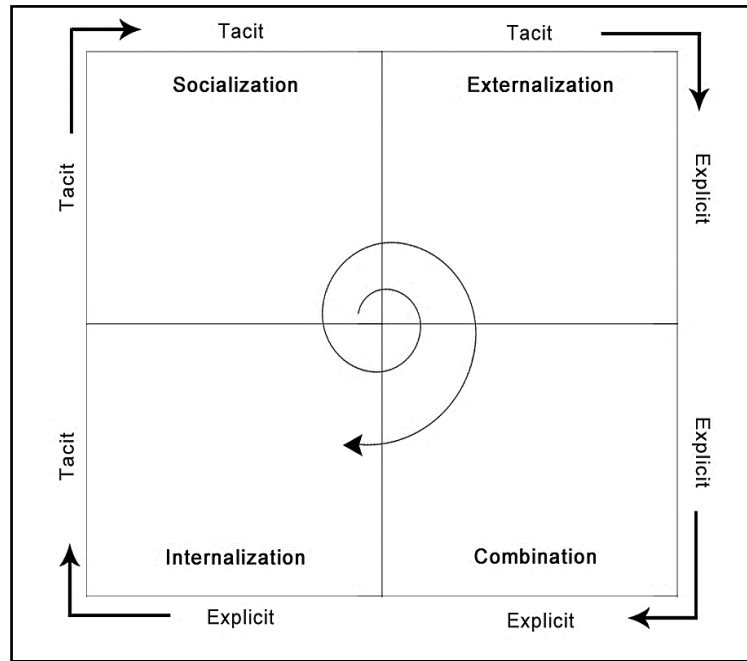 Tacit
Tacit
Socialization
Externalization
Tacit
Explicit
Tacit
Explicit
Internalization
Combination
Explicit
Explicit